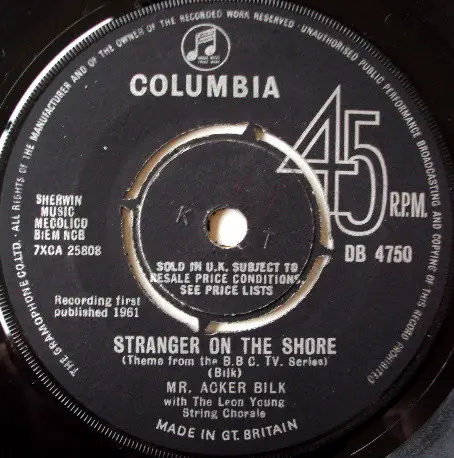 THE GRAMOPHONE CO. LTD. · ALL RIGHTS OF THE MANUFACTURER AND OF THE OWNER OF THE RECORDED WORK RESERVED · UNAUTHORISED PUBLIC PERFORMANCE BROADCASTING AND COPYING OF THIS RECORD PROHIBITED
COLUMBIA
45
R.P.M.
SHERWIN
MUSIC
MECOLICO
BIEM NCB
7XCA 25808
DB 4750
K T
SOLD IN U.K. SUBJECT TO
RESALE PRICE CONDITIONS,
SEE PRICE LISTS
Recording first
published 1961
STRANGER ON THE SHORE
(Theme from the B.B.C. TV. Series)
(Bilk)
MR. ACKER BILK
with The Leon Young
String Chorale
MADE IN GT. BRITAIN